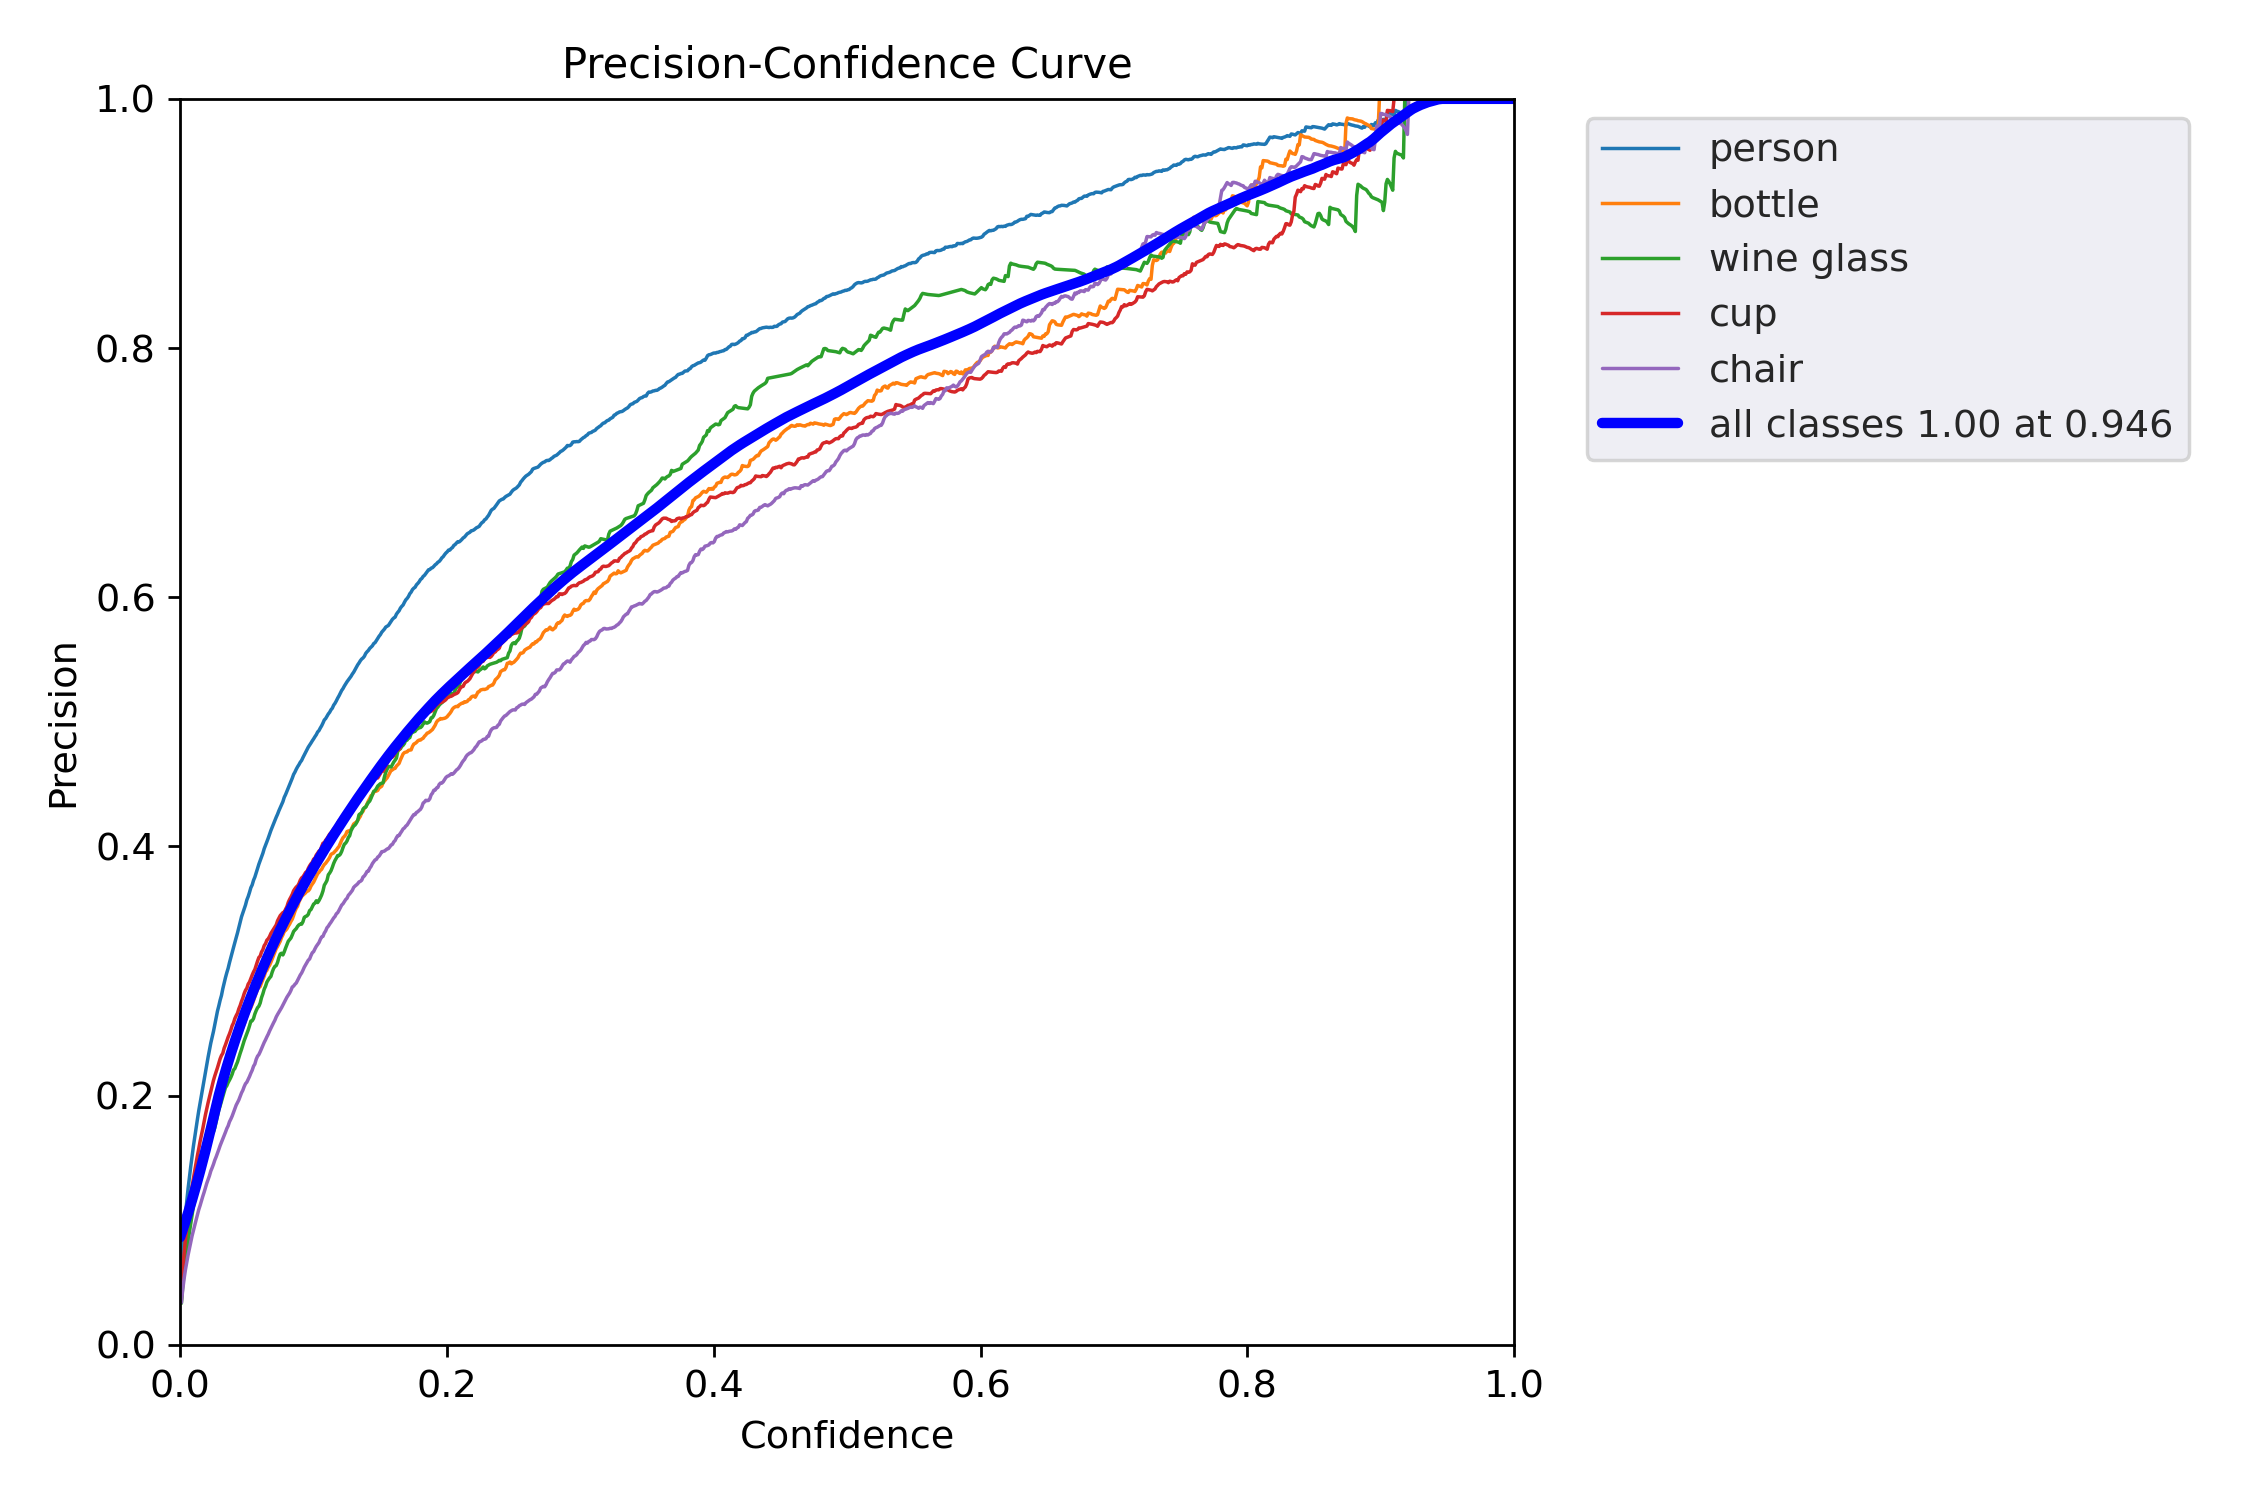 Precision-Confidence Curve
1.0
0.8
0.6
0.4
0.2
0.0
Precision
0.0 0.2 0.4 0.6 0.8 1.0
Confidence
person
bottle
wine glass
cup
chair
all classes 1.00 at 0.946